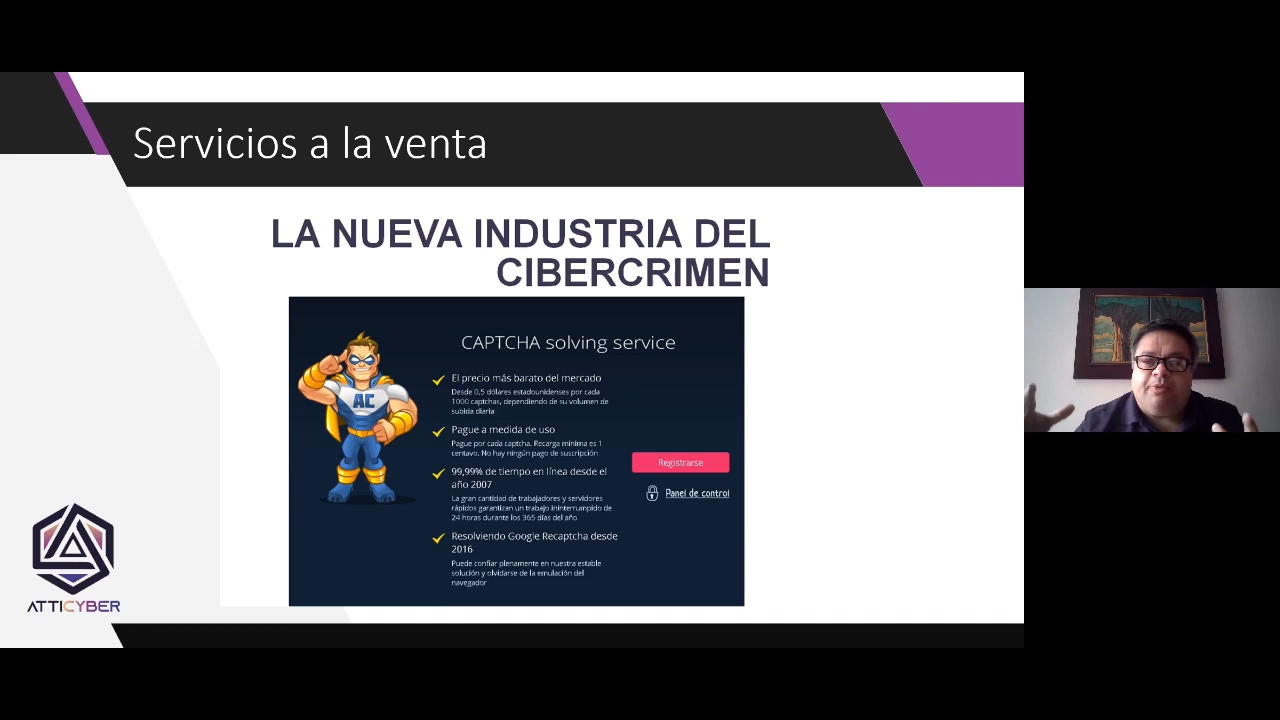 Servicios a la venta
LA NUEVA INDUSTRIA DEL
CIBERCRIMEN
CAPTCHA solving service
AC
El precio más barato del mercado
Desde 0,5 dólares estadounidenses por cada
1000 captchas, dependiendo de su volumen de
subida diaria
Pague a medida de uso
Pague por cada captcha. Recarga mínima es 1
centavo. No hay ningún pago de suscripción
99,99% de tiempo en línea desde el
año 2007
La gran cantidad de trabajadores y servidores
rápidos garantizan un trabajo ininterrumpido de
24 horas durante los 365 días del año
Resolviendo Google Recaptcha desde
2016
Puede confiar plenamente en nuestra estable
solución y olvidarse de la emulación del
navegador
Registrarse
Panel de control
ATTICYBER